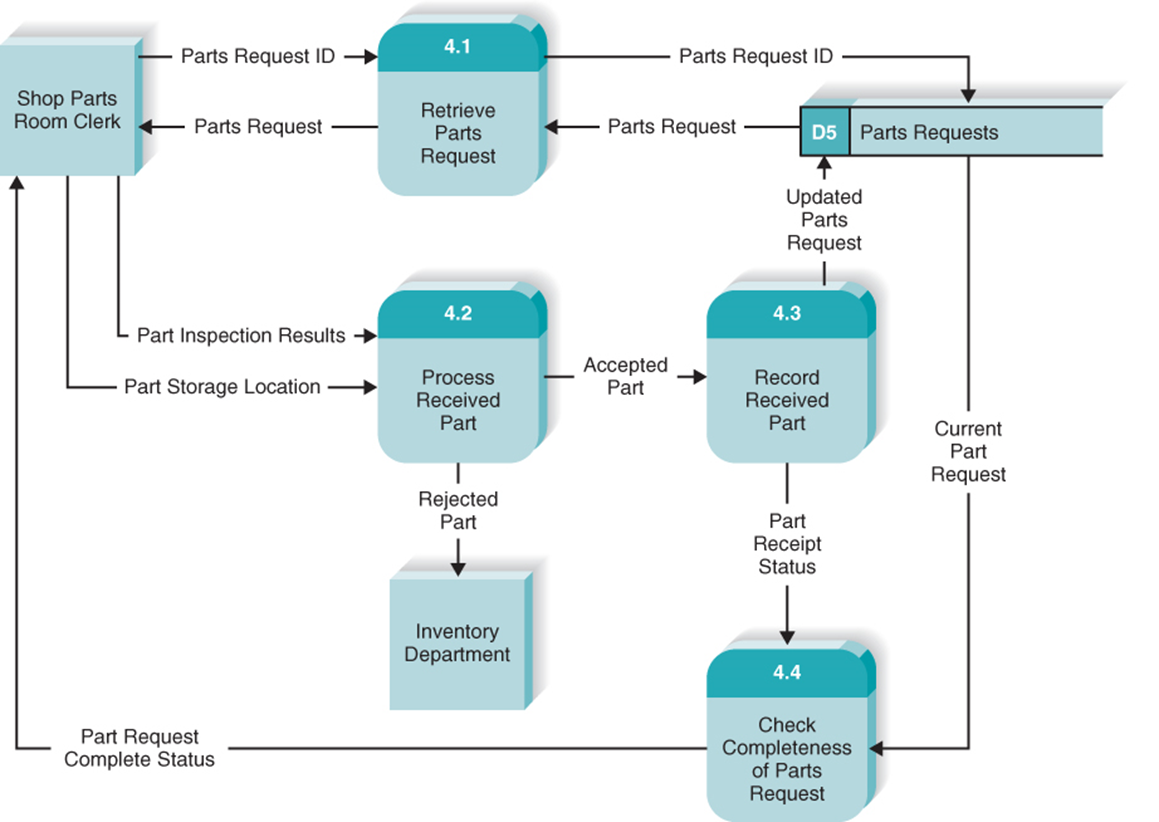 Parts Request ID
4.1
Parts Request ID
Shop Parts
Room Clerk
Parts Request
Retrieve
Parts
Request
Parts Request
D5
Parts Requests
Updated
Parts
Request
Part Inspection Results
Part Storage Location
4.2
Process
Received
Part
Accepted
Part
4.3
Record
Received
Part
Current
Part
Request
Rejected
Part
Part
Receipt
Status
Inventory
Department
4.4
Check
Completeness
of Parts
Request
Part Request
Complete Status